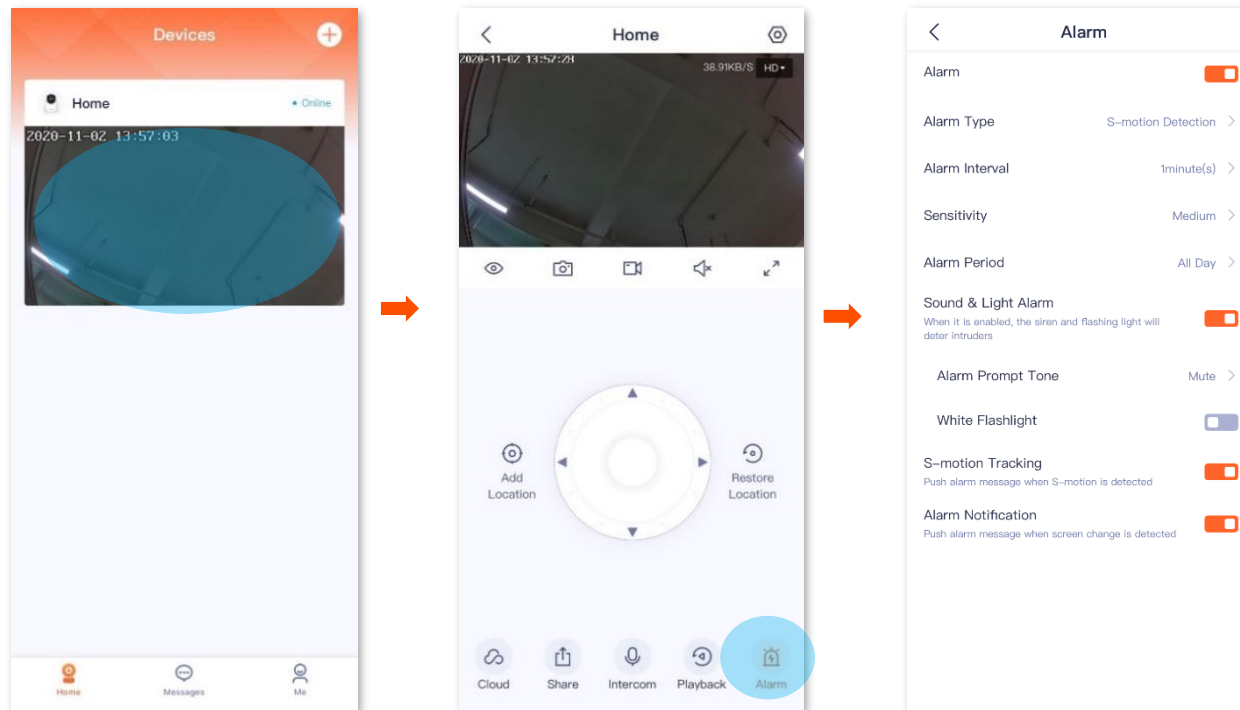 Devices
Home
• Online
2020-11-02 13:57:03
Home
Messages
Me
Home
2020-11-02 13:57:28
38.91KB/S
HD
Add
Location
Restore
Location
Cloud
Share
Intercom
Playback
Alarm
Alarm
Alarm
Alarm Type
S-motion Detection
Alarm Interval
1minute(s)
Sensitivity
Medium
Alarm Period
All Day
Sound & Light Alarm
When it is enabled, the siren and flashing light will
deter intruders
Alarm Prompt Tone
Mute
White Flashlight
S-motion Tracking
Push alarm message when S-motion is detected
Alarm Notification
Push alarm message when screen change is detected